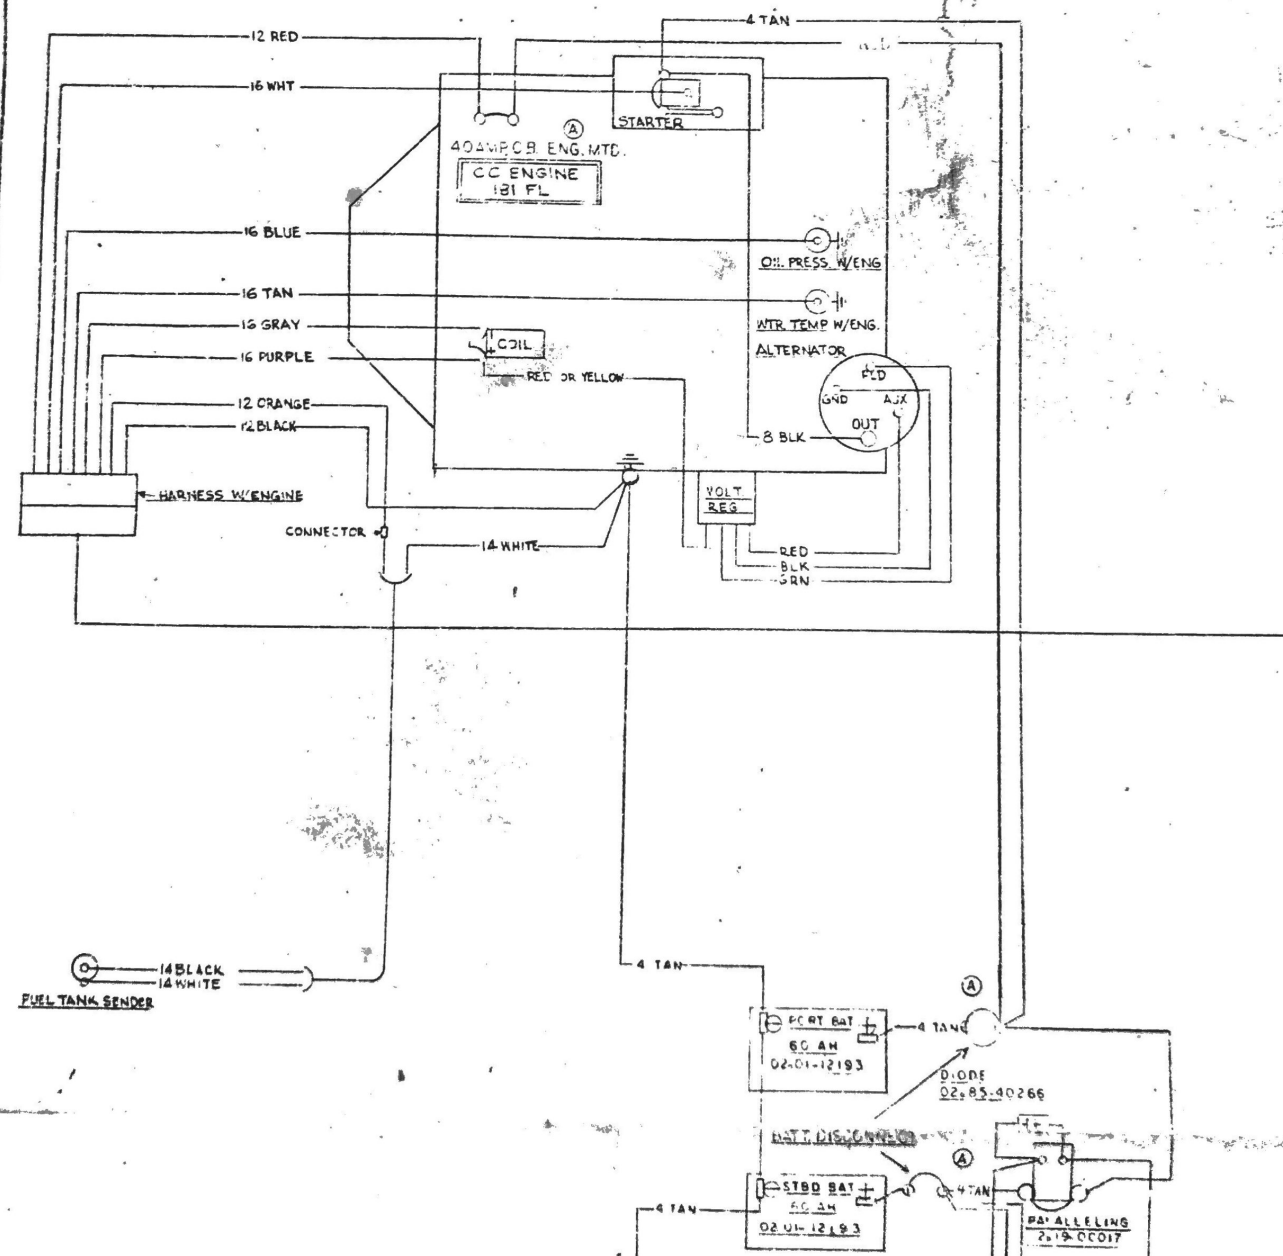 4 TAN
12 RED
16 WHT
STARTER
A
40 AMP C.B. ENG. MTD.
CC ENGINE
181 FL
16 BLUE
OIL PRESS W/ENG
16 TAN
WTR. TEMP W/ENG.
16 GRAY
COIL
ALTERNATOR
16 PURPLE
FLD
RED OR YELLOW
GND
AUX
12 ORANGE
OUT
12 BLACK
8 BLK
HARNESS W/ENGINE
VOLT.
REG
CONNECTOR
14 WHITE
RED
BLK
GRN
4 TAN
14 BLACK
14 WHITE
FUEL TANK SENDER
A
PORT BAT
4 TAN
60 AH
02-01-12193
DIODE
02.85-40266
BATT. DISCONNECT
A
STBD BAT
4 TAN
60 AH
4 TAN
02-01-12193
PARALLELING